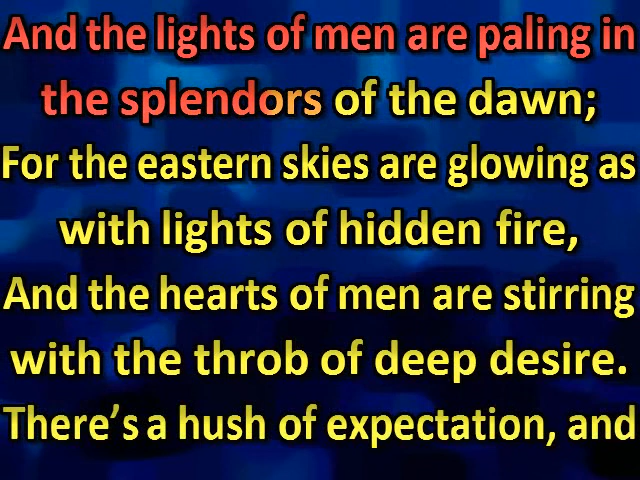 And the lights of men are paling in
the splendors of the dawn;
For the eastern skies are glowing as
with lights of hidden fire,
And the hearts of men are stirring
with the throb of deep desire.
There’s a hush of expectation, and